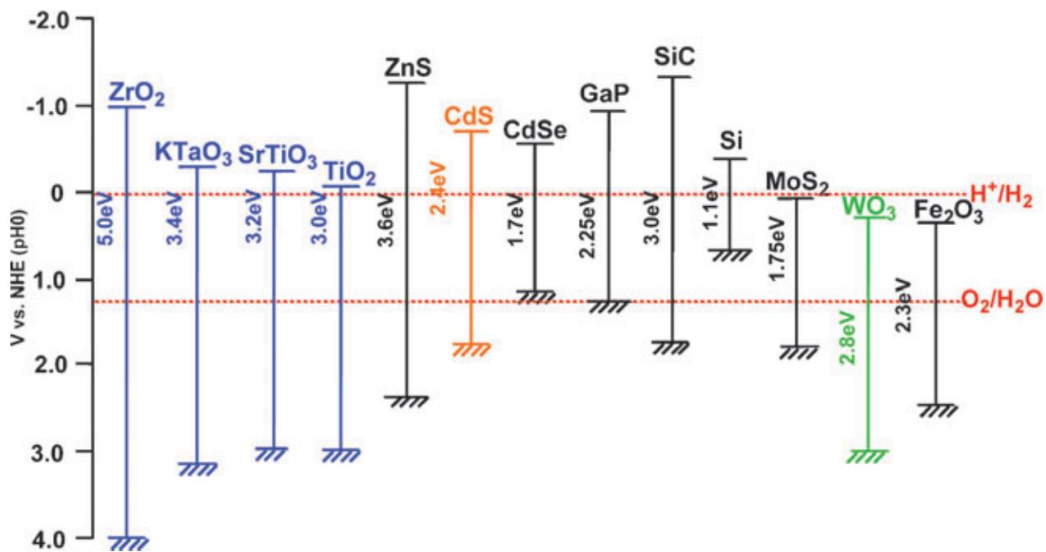 V vs. NHE (pH0)
-2.0
-1.0
0
1.0
2.0
3.0
4.0
ZrO₂
5.0eV
KTaO₃
3.4eV
SrTiO₃
3.2eV
TiO₂
3.0eV
ZnS
3.6eV
CdS
2.4eV
CdSe
1.7eV
GaP
2.25eV
SiC
3.0eV
Si
1.1eV
MoS₂
1.75eV
WO₃
2.8eV
Fe₂O₃
2.3eV
H⁺/H₂
O₂/H₂O